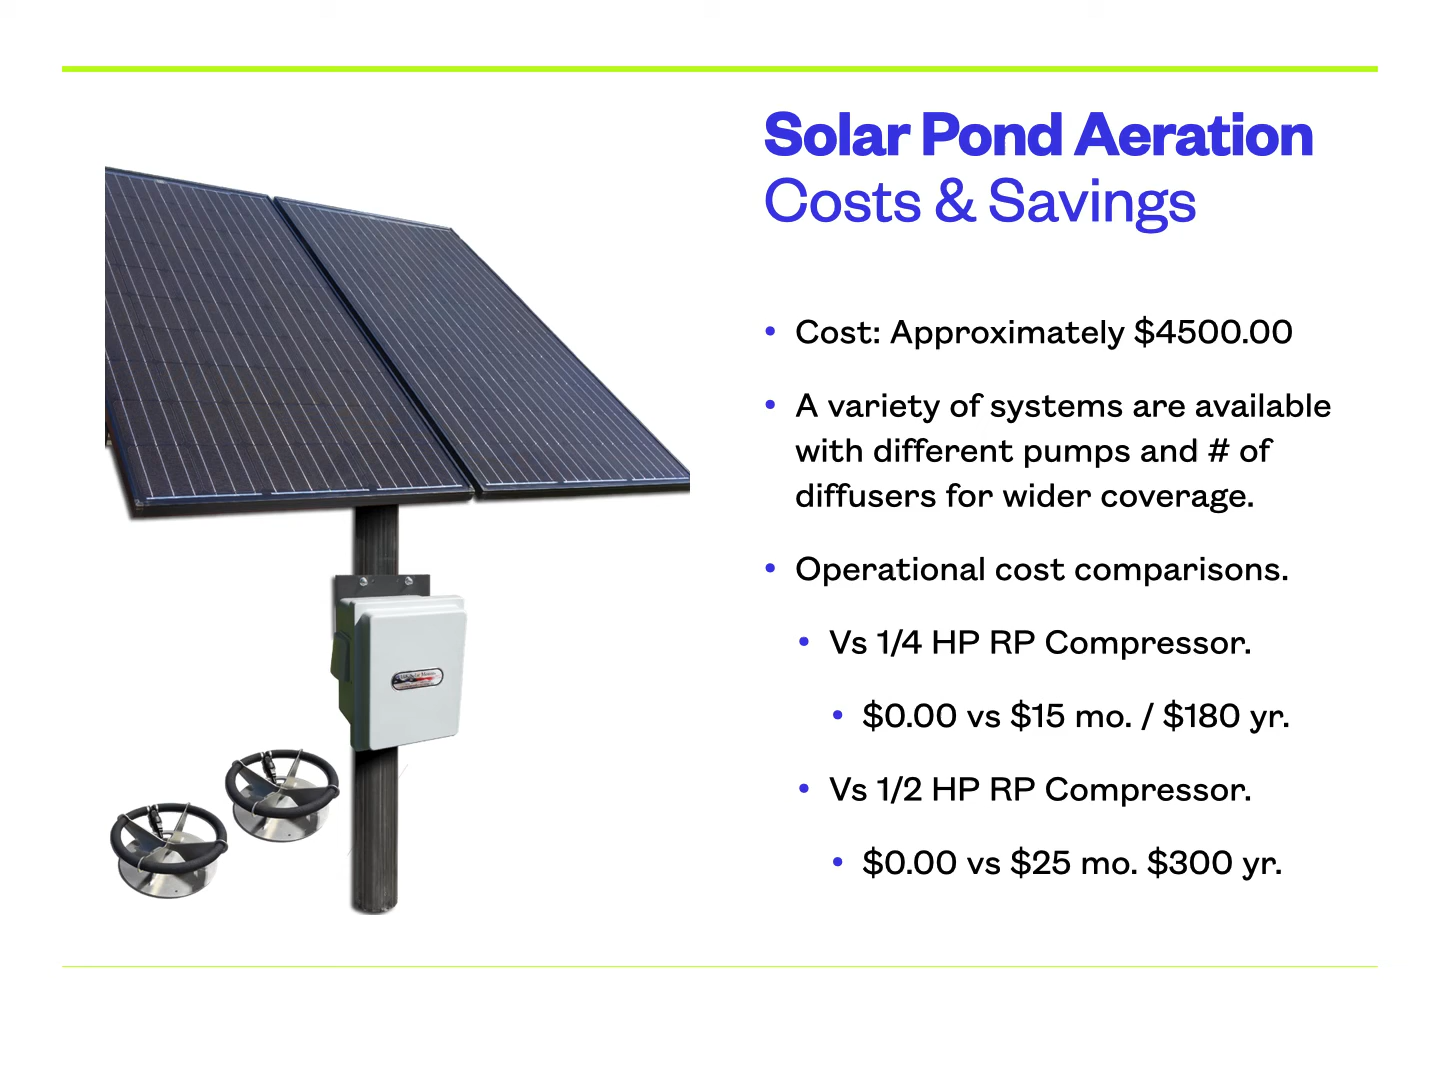 Solar Pond Aeration
Costs & Savings
• Cost: Approximately $4500.00
• A variety of systems are available
with different pumps and # of
diffusers for wider coverage.
• Operational cost comparisons.
• Vs 1/4 HP RP Compressor.
• $0.00 vs $15 mo. / $180 yr.
• Vs 1/2 HP RP Compressor.
• $0.00 vs $25 mo. $300 yr.